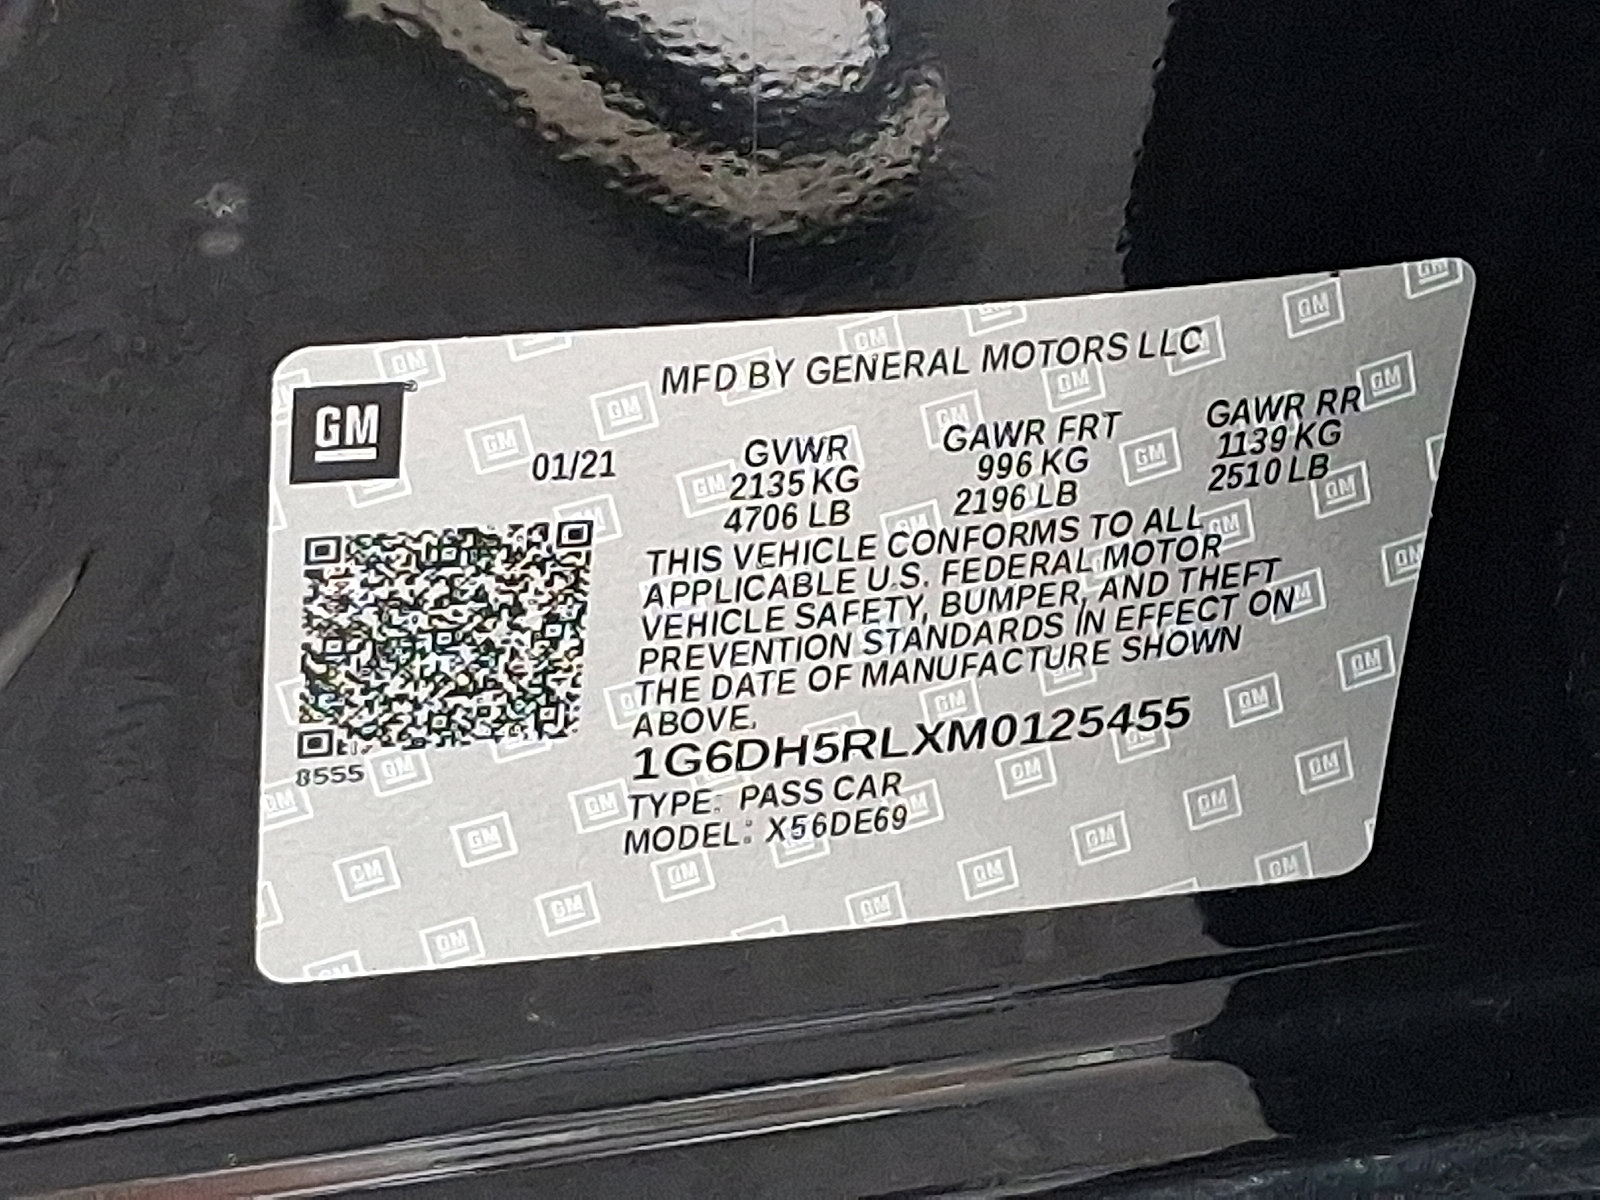 MFD BY GENERAL MOTORS LLC
GM
01/21
GVWR GAWR FRT GAWR RR
2135 KG 996 KG 1139 KG
4706 LB 2196 LB 2510 LB
THIS VEHICLE CONFORMS TO ALL
APPLICABLE U.S. FEDERAL MOTOR
VEHICLE SAFETY, BUMPER, AND THEFT
PREVENTION STANDARDS IN EFFECT ON
THE DATE OF MANUFACTURE SHOWN
ABOVE.
1G6DH5RLXM0125455
8555
TYPE: PASS CAR
MODEL: X56DE69